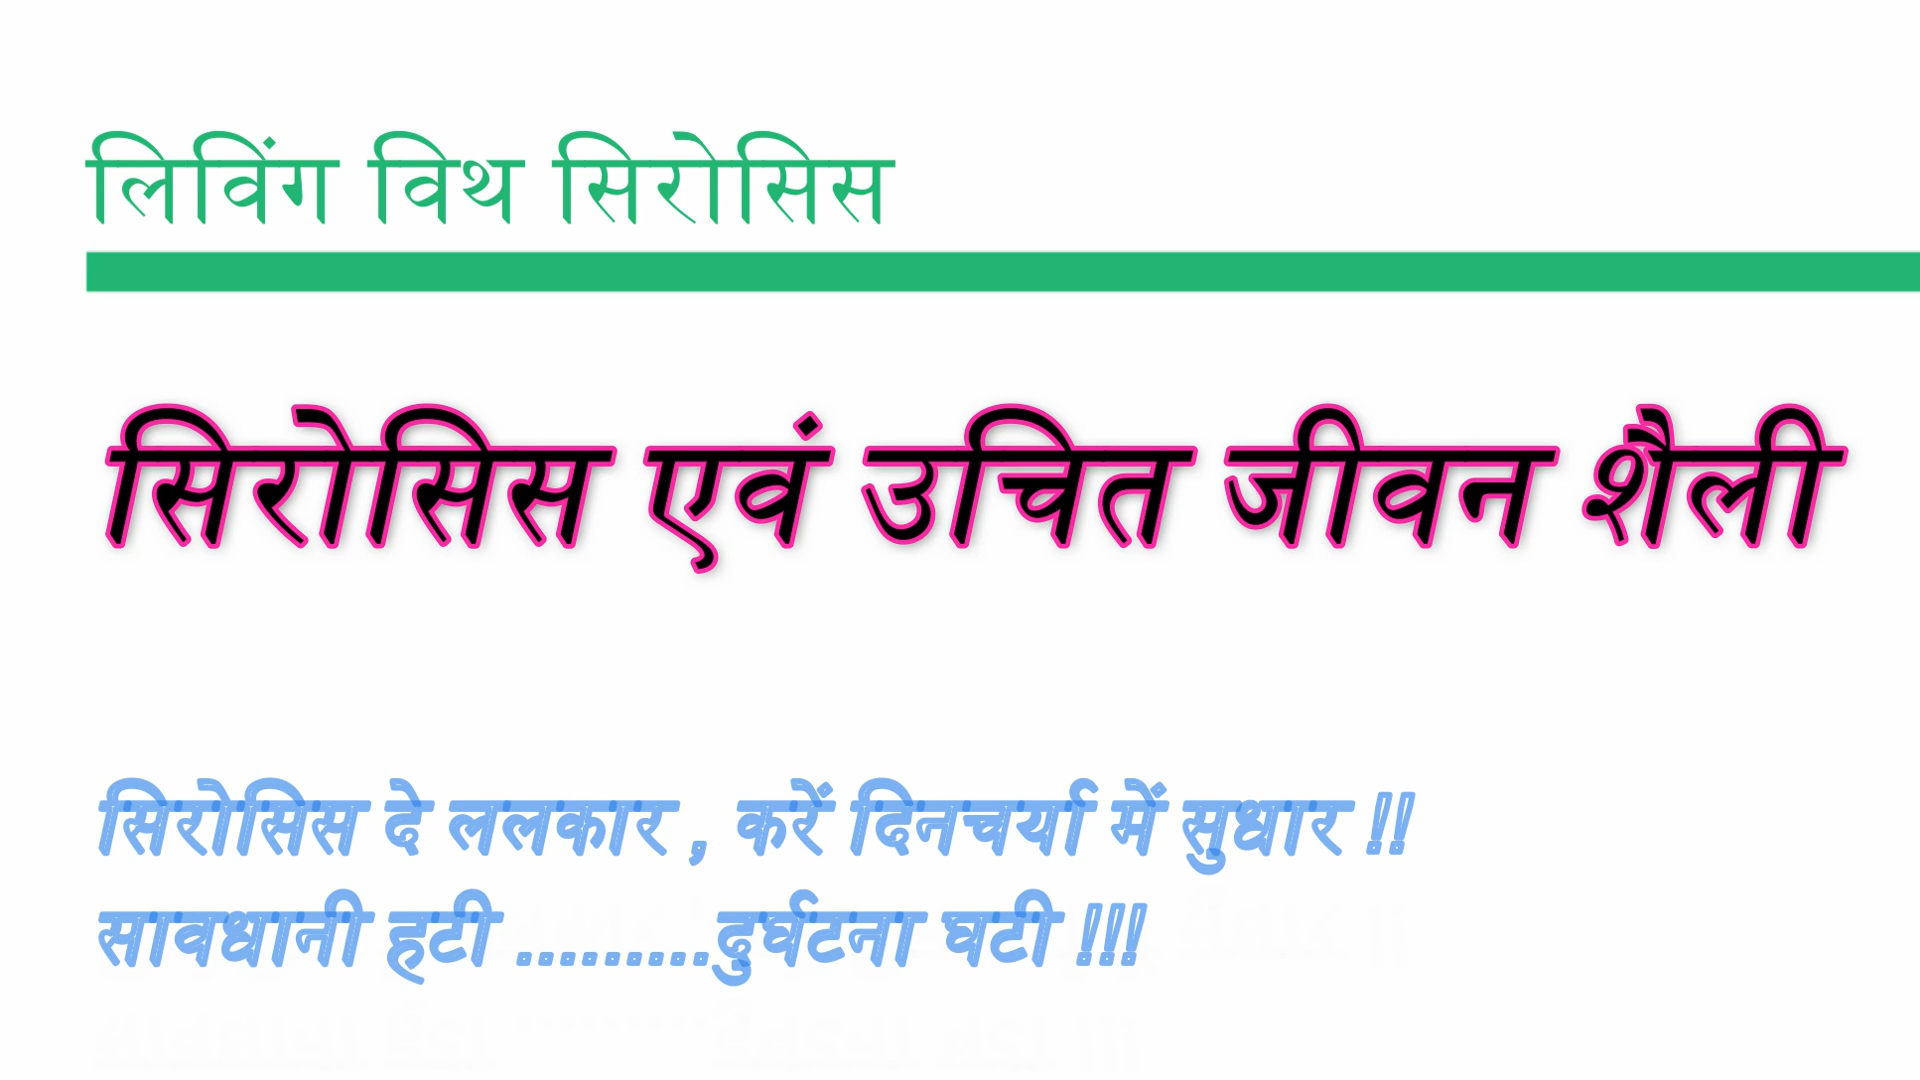 लिविंग विथ सिरोसिस
सिरोसिस एवं उचित जीवन शैली
सिरोसिस दे ललकार , करें दिनचर्या में सुधार !!
सावधानी हटी .........दुर्घटना घटी !!!